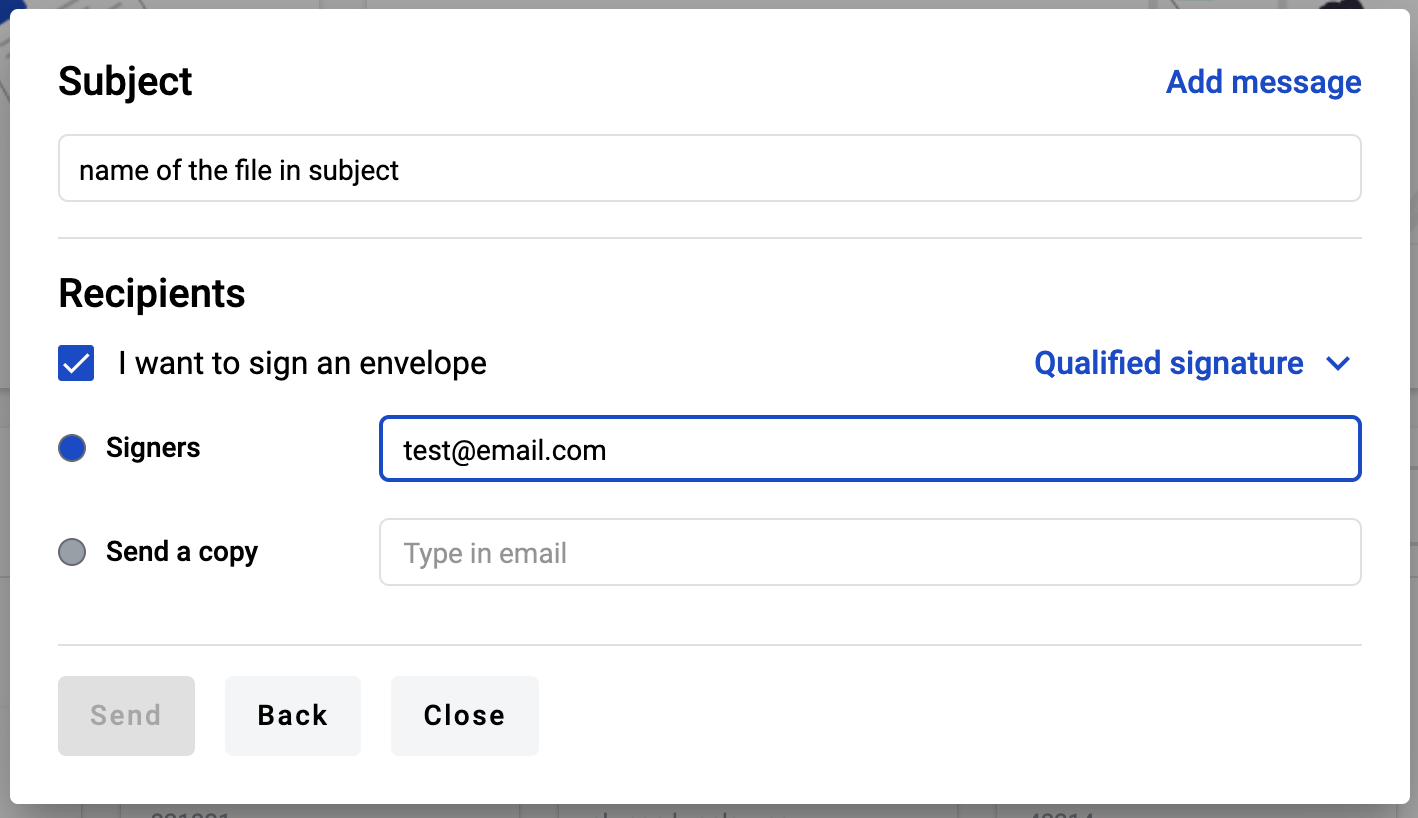 Subject
Add message
name of the file in subject
Recipients
I want to sign an envelope
Qualified signature
Signers
test@email.com
Send a copy
Type in email
Send
Back
Close